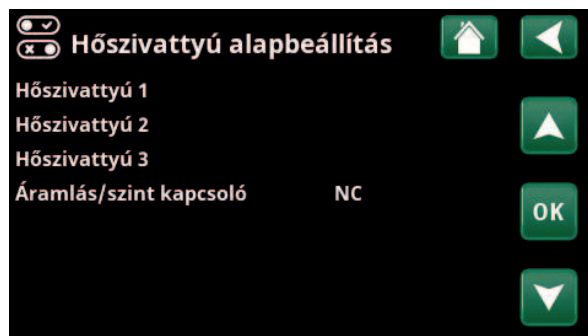 Hőszivattyú alapbeállítás
Hőszivattyú 1
Hőszivattyú 2
Hőszivattyú 3
Áramlás/szint kapcsoló NC
OK